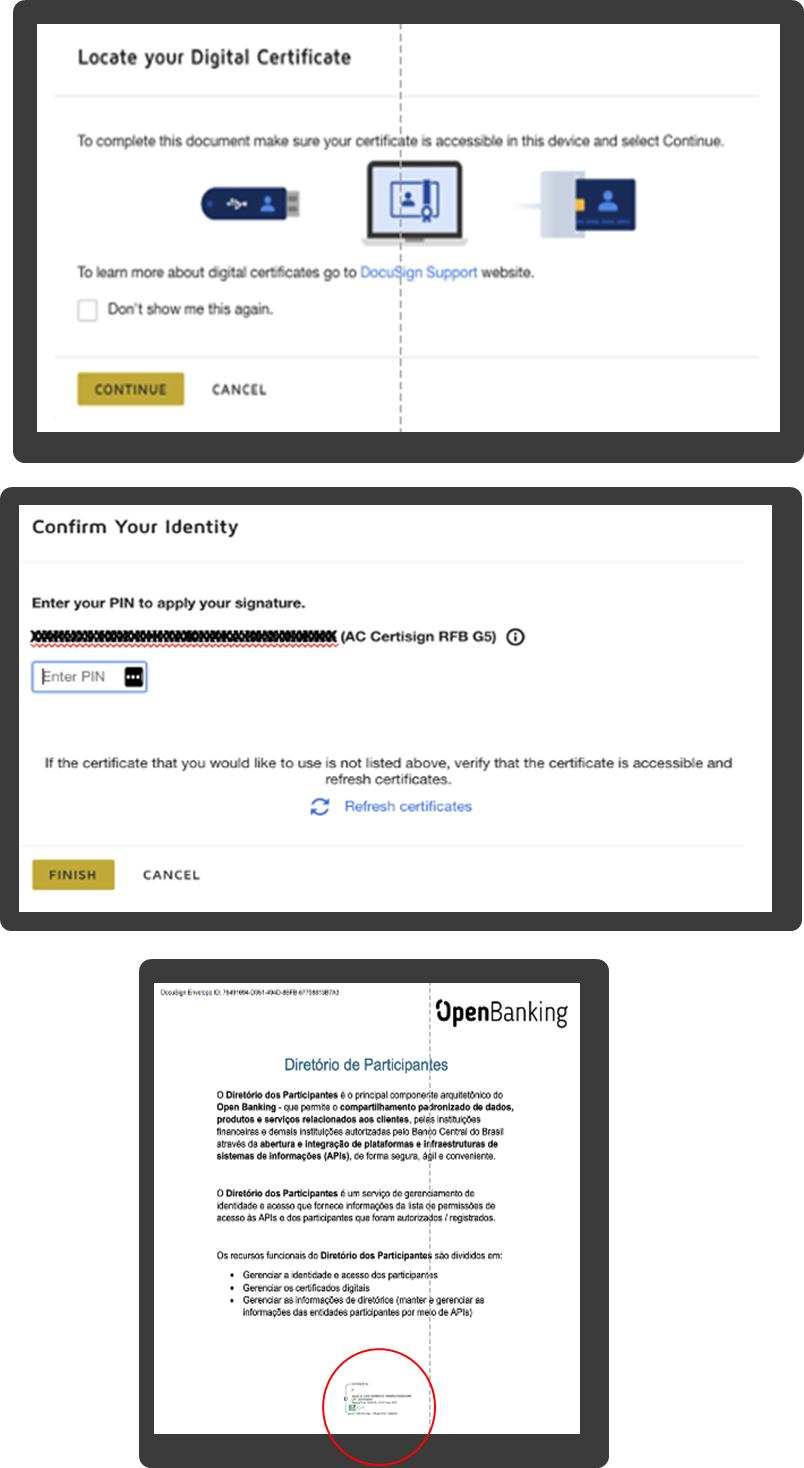 Locate your Digital Certificate
To complete this document make sure your certificate is accessible in this device and select Continue.
To learn more about digital certificates go to DocuSign Support website.
Don't show me this again.
CONTINUE CANCEL
Confirm Your Identity
Enter your PIN to apply your signature.
(AC Certisign RFB G5)
Enter PIN
If the certificate that you would like to use is not listed above, verify that the certificate is accessible and
refresh certificates.
Refresh certificates
FINISH CANCEL
DocuSign Envelope ID:
OpenBanking
Diretório de Participantes
O Diretório dos Participantes é o principal componente arquitetônico do
Open Banking - que permite o compartilhamento padronizado de dados,
produtos e serviços relacionados aos clientes, pelas instituições
financeiras e demais instituições autorizadas pelo Banco Central do Brasil
através da abertura e integração de plataformas e infraestruturas de
sistemas de informações (APIs), de forma segura, ágil e conveniente.
O Diretório dos Participantes é um serviço de gerenciamento de
identidade e acesso que fornece informações da lista de permissões de
acesso às APIs e dos participantes que foram autorizados / registrados.
Os recursos funcionais do Diretório dos Participantes são divididos em:
• Gerenciar a identidade e acesso dos participantes
• Gerenciar os certificados digitais
• Gerenciar as informações de diretórios (manter e gerenciar as
informações das entidades participantes por meio de APIs)